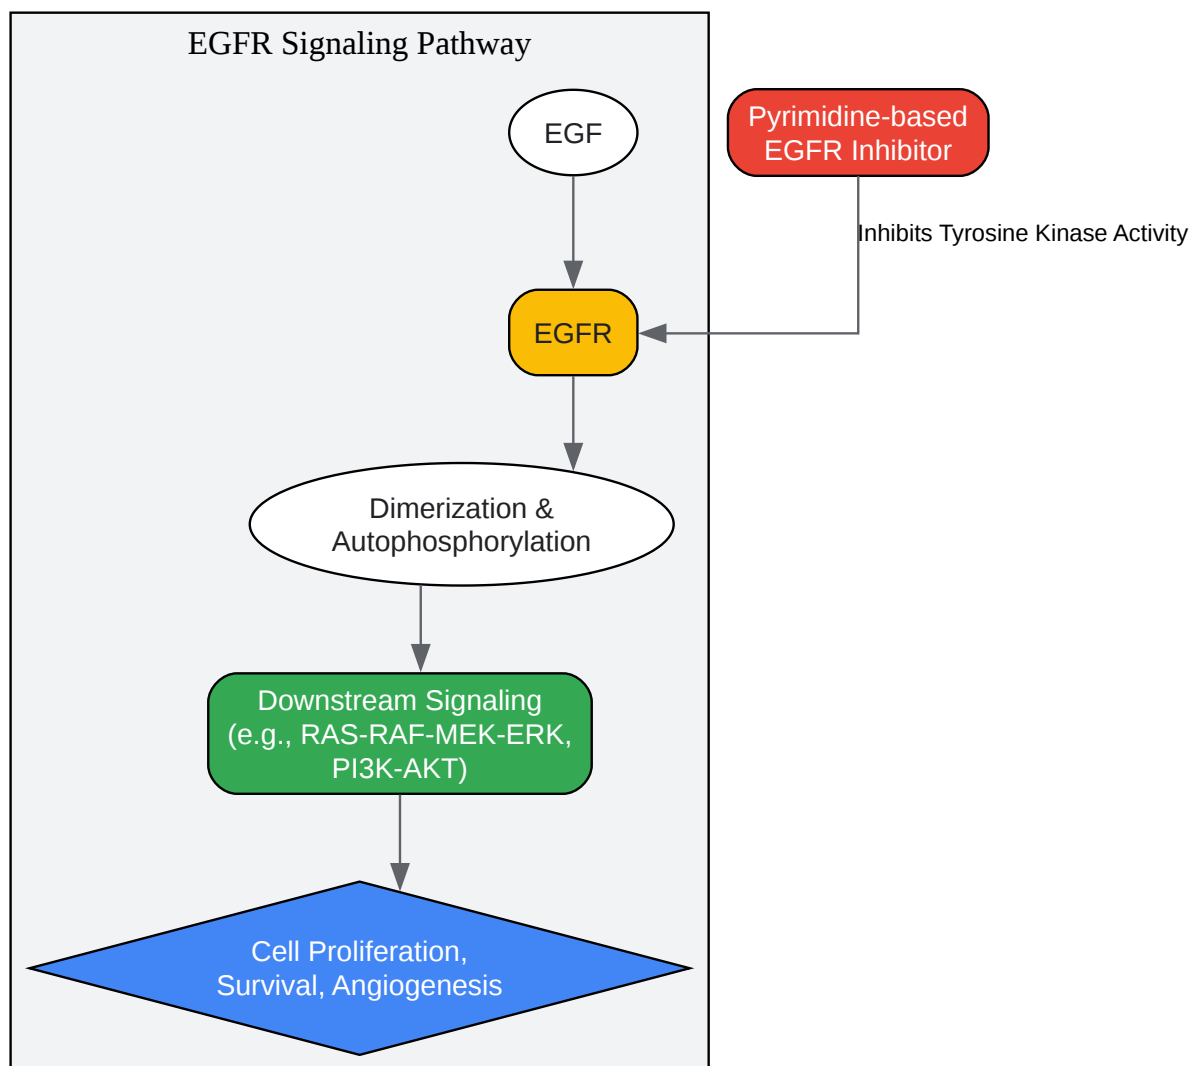 EGFR Signaling Pathway
EGF
Pyrimidine-based
EGFR Inhibitor
Inhibits Tyrosine Kinase Activity
EGFR
Dimerization &
Autophosphorylation
Downstream Signaling
(e.g., RAS-RAF-MEK-ERK,
PI3K-AKT)
Cell Proliferation,
Survival, Angiogenesis